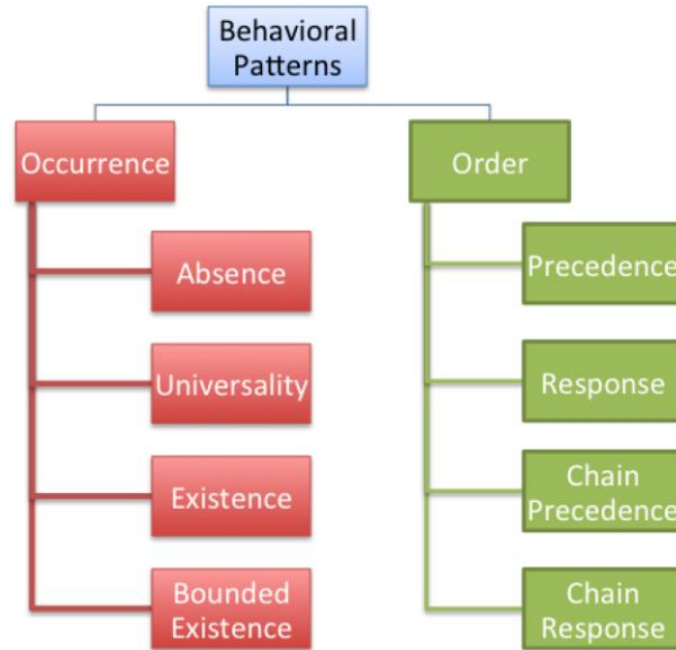 Behavioral
Patterns
Occurrence
Order
Absence
Universality
Existence
Bounded
Existence
Precedence
Response
Chain
Precedence
Chain
Response